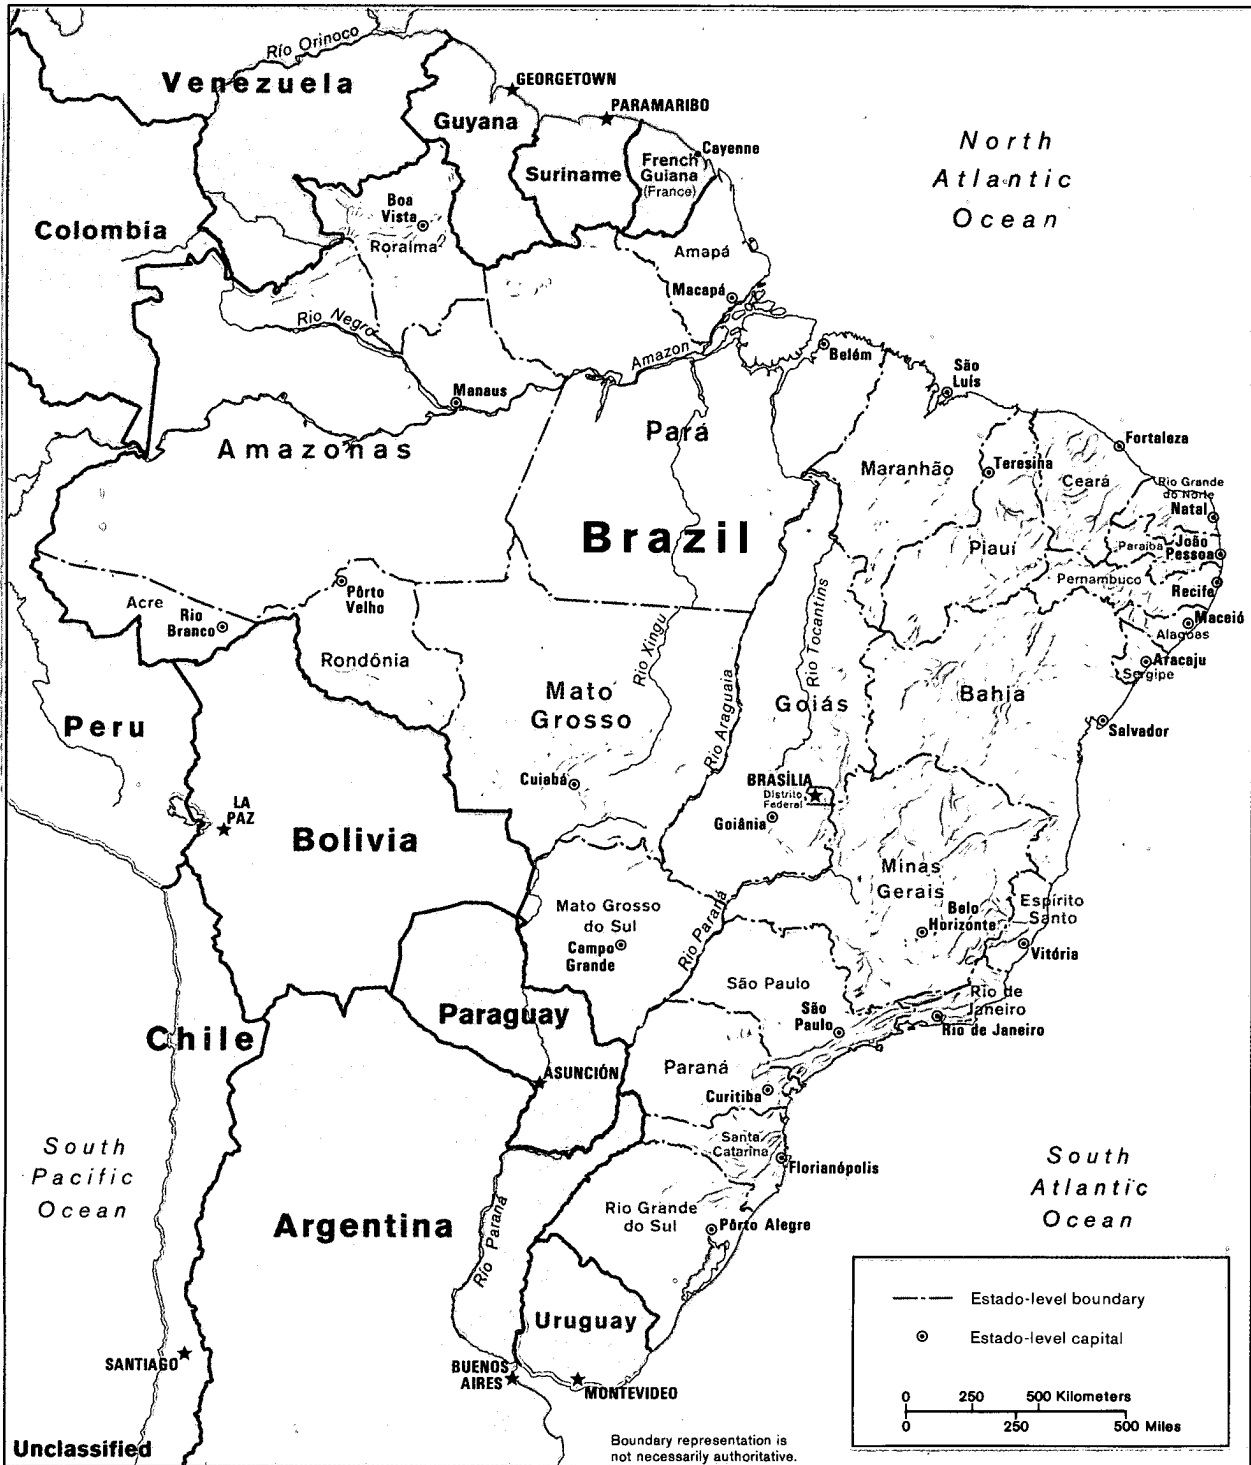 Río Orinoco
Venezuela
GEORGETOWN
PARAMARIBO
Guyana
Cayenne
French
Guiana
(France)
Suriname
North
Atlantic
Ocean
Colombia
Boa
Vista
Roraima
Amapá
Macapá
Rio Negro
Amazon
Belém
São
Luís
Manaus
Amazonas
Pará
Maranhão
Teresina
Fortaleza
Ceará
Rio Grande
do Norte
Natal
Brazil
Piauí
Paraíba
João
Pessoa
Pernambuco
Recife
Acre
Rio
Branco
Pôrto
Velho
Rondônia
Maceió
Alagoas
Aracaju
Sergipe
Rio Xingu
Rio Tocantins
Rio Araguaia
Mato
Grosso
Goiás
Bahia
Salvador
Peru
Cuiabá
BRASÍLIA
Distrito
Federal
Goiânia
LA
PAZ
Bolivia
Minas
Gerais
Belo
Horizonte
Espírito
Santo
Vitória
Mato Grosso
do Sul
Campo
Grande
Rio Paraná
São Paulo
São
Paulo
Rio de
Janeiro
Rio de Janeiro
Paraguay
Chile
ASUNCIÓN
Paraná
Curitiba
Santa
Catarina
Florianópolis
South
Pacific
Ocean
South
Atlantic
Ocean
Argentina
Río Paraná
Rio Grande
do Sul
Pôrto Alegre
Uruguay
SANTIAGO
BUENOS
AIRES
MONTEVIDEO
Estado-level boundary
Estado-level capital
0 250 500 Kilometers
0 250 500 Miles
Unclassified
Boundary representation is
not necessarily authoritative.